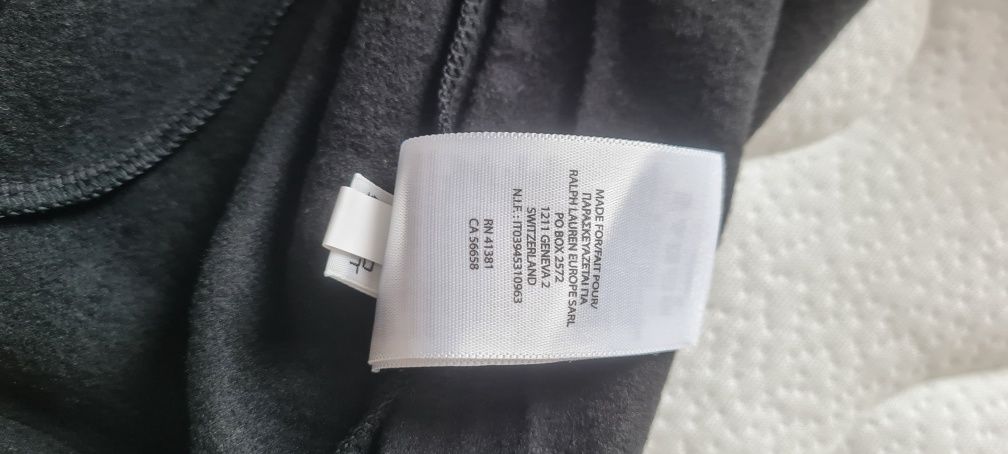 MADE FOR/FAIT POUR/
ΠΑΡΑΣΚΕΥΑΖΕΤΑΙ ΓΙΑ
RALPH LAUREN EUROPE SARL
PO BOX 2572
1211 GENEVA 2
SWITZERLAND
N.I.F.: IT03945310963
RN 41381
CA 56658